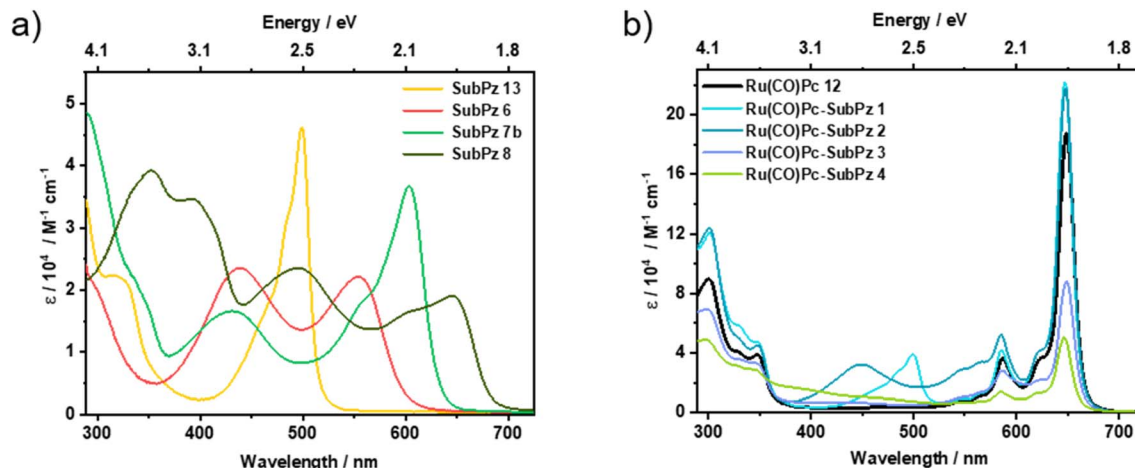 a)
Energy / eV
4.1 3.1 2.5 2.1 1.8
ε / 10⁴ / M⁻¹ cm⁻¹
5
4
3
2
1
0
SubPz 13
SubPz 6
SubPz 7b
SubPz 8
300 400 500 600 700
Wavelength / nm
b)
Energy / eV
4.1 3.1 2.5 2.1 1.8
ε / 10⁴ / M⁻¹ cm⁻¹
20
16
12
8
4
0
Ru(CO)Pc 12
Ru(CO)Pc-SubPz 1
Ru(CO)Pc-SubPz 2
Ru(CO)Pc-SubPz 3
Ru(CO)Pc-SubPz 4
300 400 500 600 700
Wavelength / nm